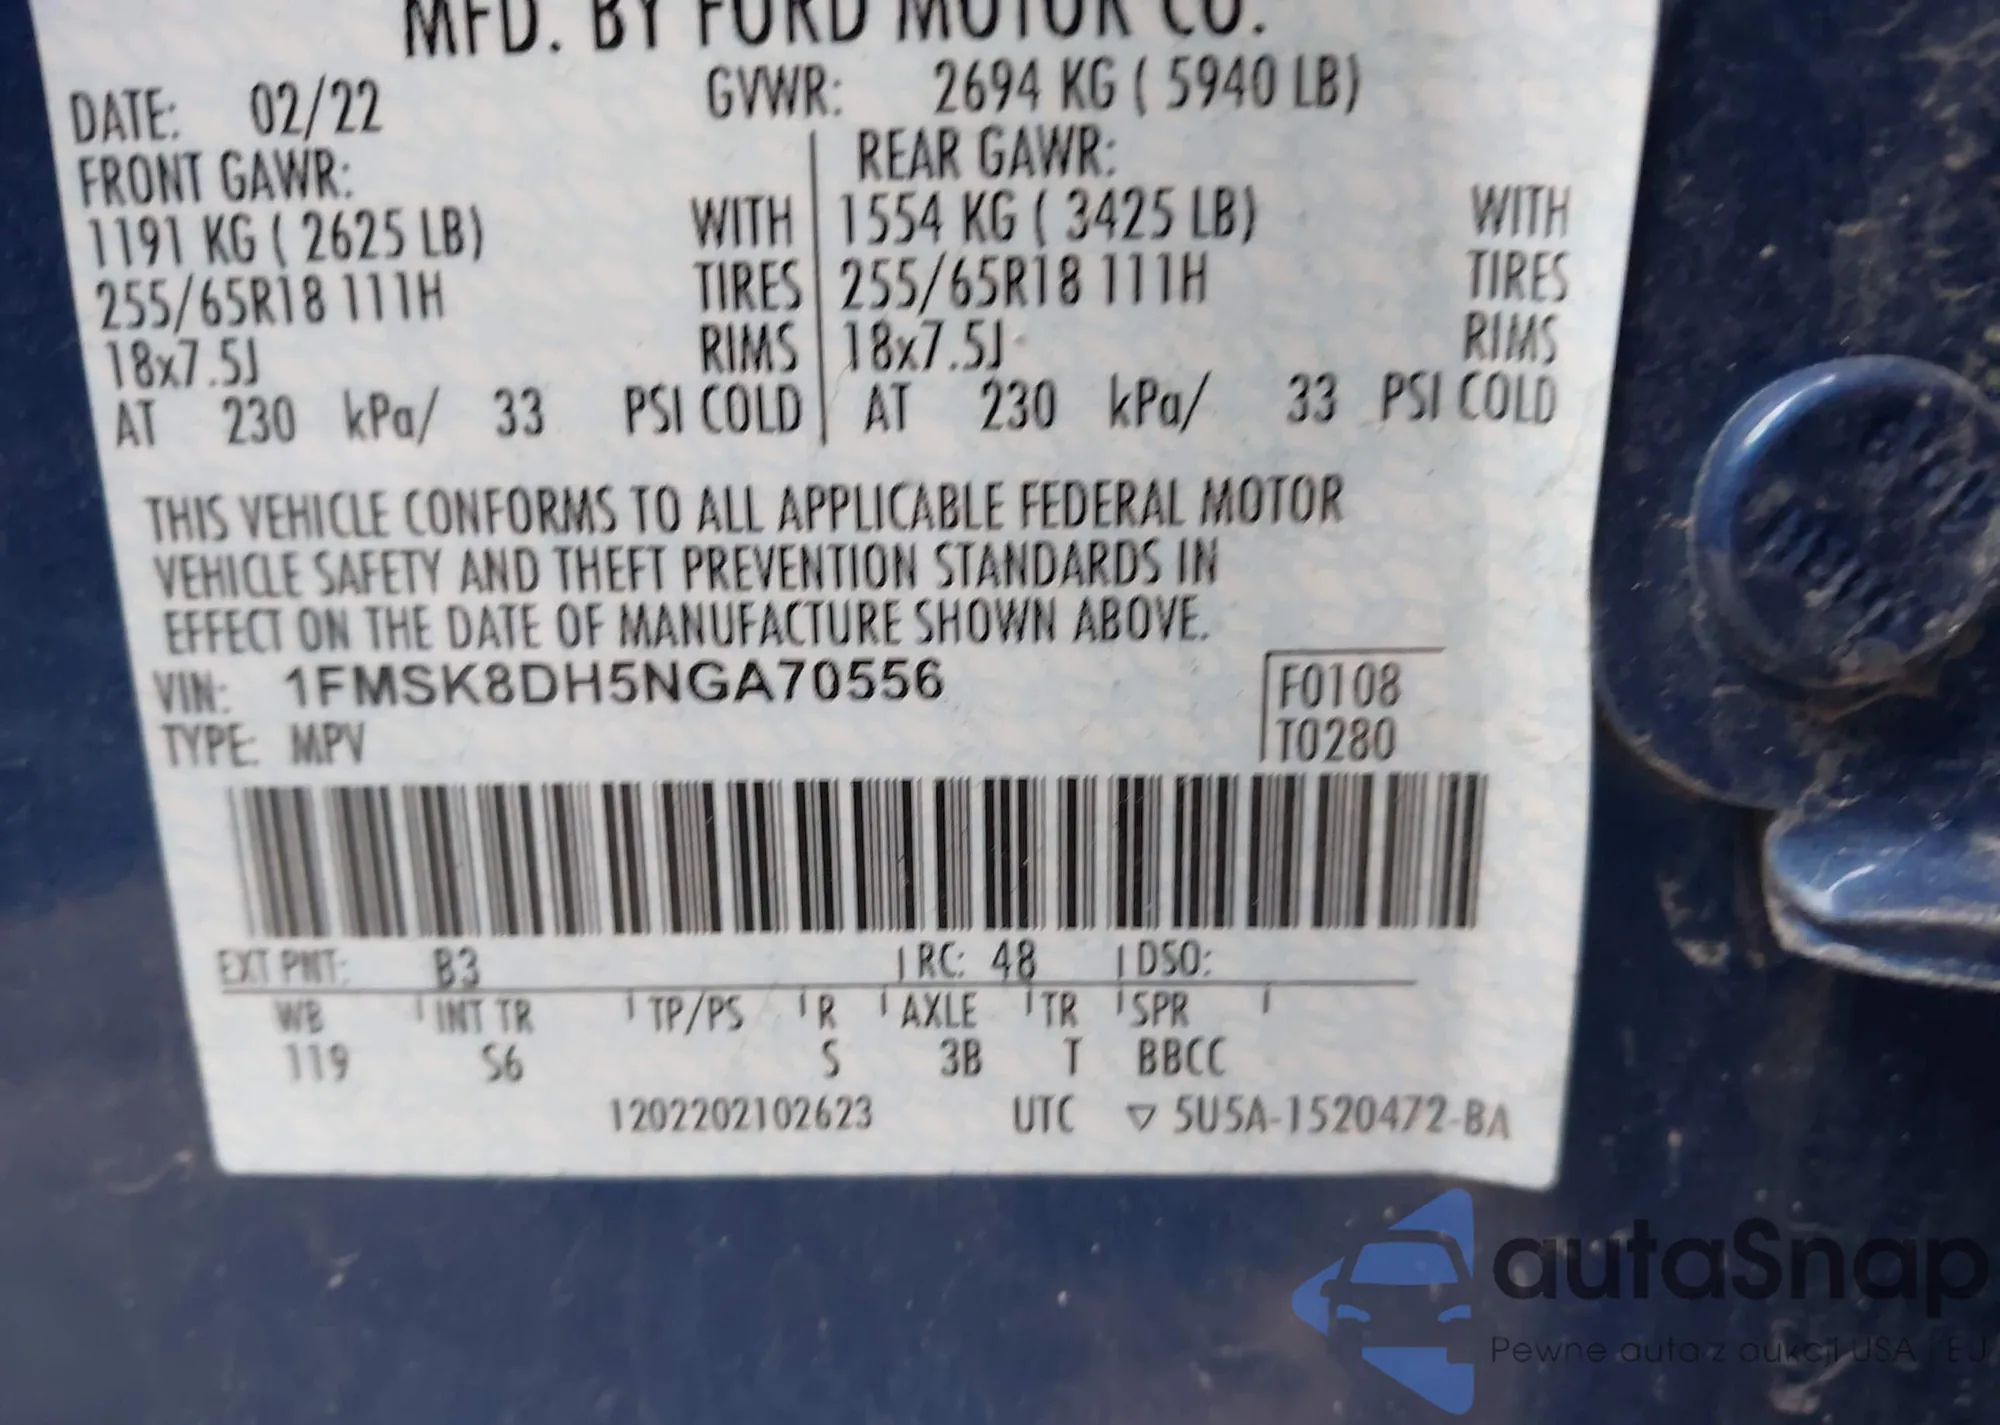 MFD. BY FORD MOTOR CO.
DATE: 02/22 GVWR: 2694 KG ( 5940 LB)
FRONT GAWR: REAR GAWR:
1191 KG ( 2625 LB) WITH 1554 KG ( 3425 LB) WITH
255/65R18 111H TIRES 255/65R18 111H TIRES
18x7.5J RIMS 18x7.5J RIMS
AT 230 kPa/ 33 PSI COLD AT 230 kPa/ 33 PSI COLD
THIS VEHICLE CONFORMS TO ALL APPLICABLE FEDERAL MOTOR
VEHICLE SAFETY AND THEFT PREVENTION STANDARDS IN
EFFECT ON THE DATE OF MANUFACTURE SHOWN ABOVE.
VIN: 1FMSK8DH5NGA70556 F0108
TYPE: MPV T0280
EXT PNT: B3 RC: 48 DSO:
WB INT TR TP/PS R AXLE TR SPR
119 S6 S 3B T BBCC
1202202102623 UTC ▽ 5U5A-1520472-BA
autaSnap
Pewne auta z aukcji USA i EJ